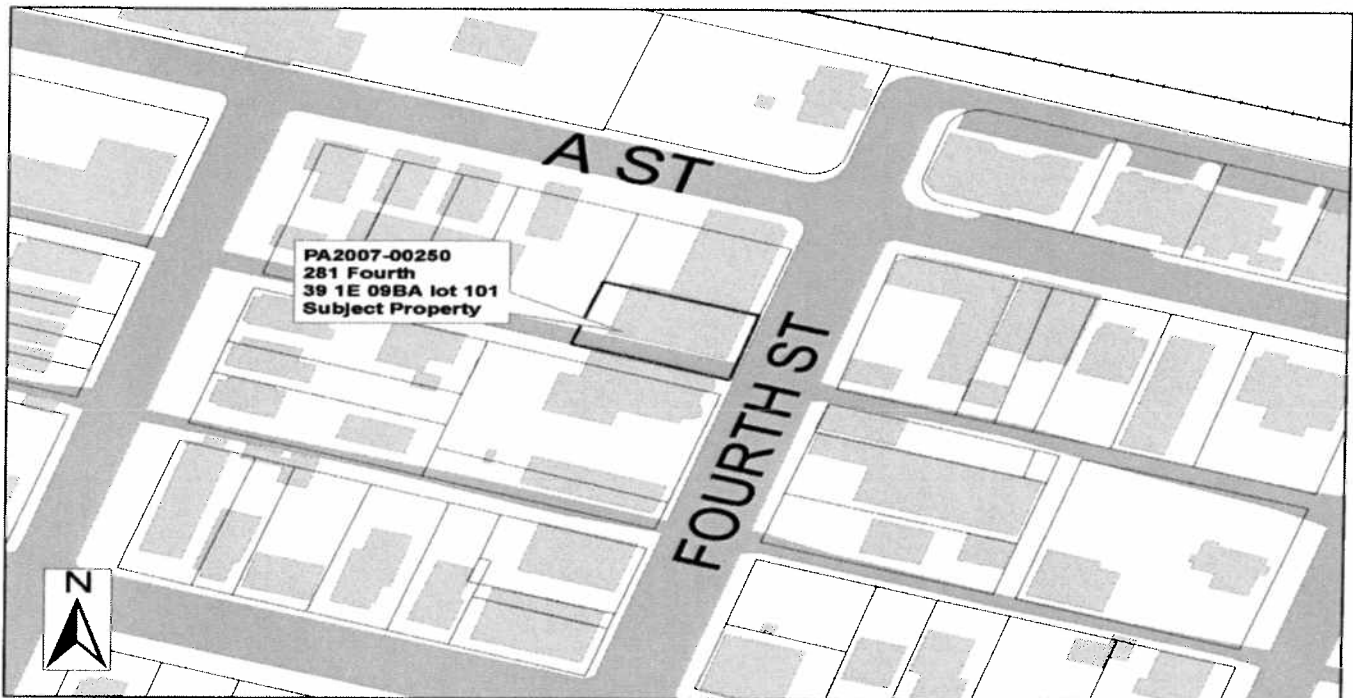 A ST
PA2007-00250
281 Fourth
39 1E 09BA lot 101
Subject Property
FOURTH ST
N